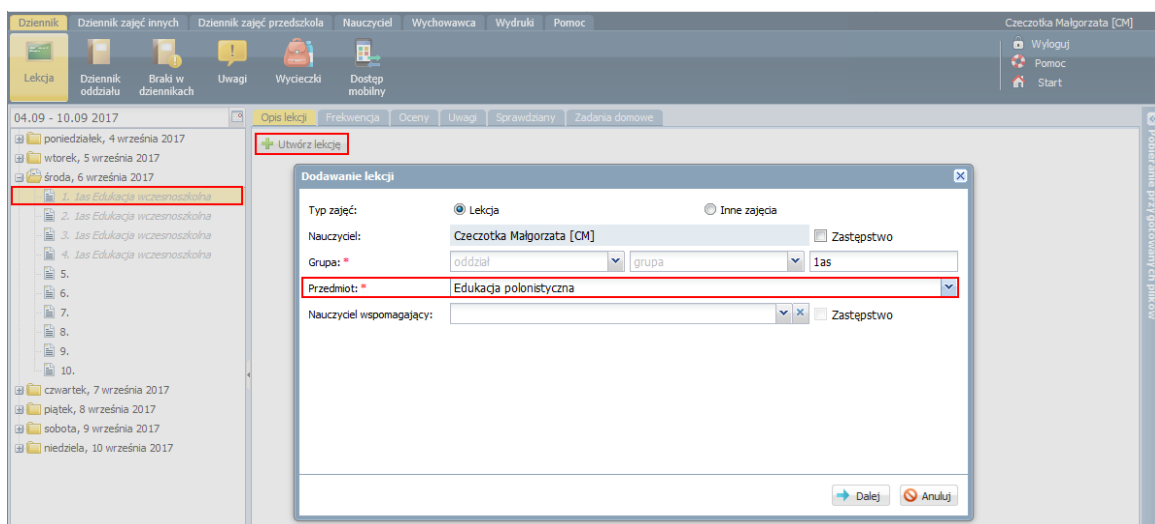 Dziennik Dziennik zajęć innych Dziennik zajęć przedszkola Nauczyciel Wychowawca Wydruki Pomoc Czeczotka Małgorzata [CM]
Lekcja Dziennik oddziału Braki w dziennikach Uwagi Wycieczki Dostęp mobilny
Wyloguj
Pomoc
Start
04.09 - 10.09 2017
poniedziałek, 4 września 2017
wtorek, 5 września 2017
środa, 6 września 2017
1. 1as Edukacja wczesnoszkolna
2. 1as Edukacja wczesnoszkolna
3. 1as Edukacja wczesnoszkolna
4. 1as Edukacja wczesnoszkolna
5.
6.
7.
8.
9.
10.
czwartek, 7 września 2017
piątek, 8 września 2017
sobota, 9 września 2017
niedziela, 10 września 2017
Opis lekcji Frekwencja Oceny Uwagi Sprawdziany Zadania domowe
Utwórz lekcję
Dodawanie lekcji
Typ zajęć: Lekcja Inne zajęcia
Nauczyciel: Czeczotka Małgorzata [CM] Zastępstwo
Grupa: * oddział grupa 1as
Przedmiot: * Edukacja polonistyczna
Nauczyciel wspomagający: Zastępstwo
Dalej Anuluj
Pobieranie przygotowanych plików